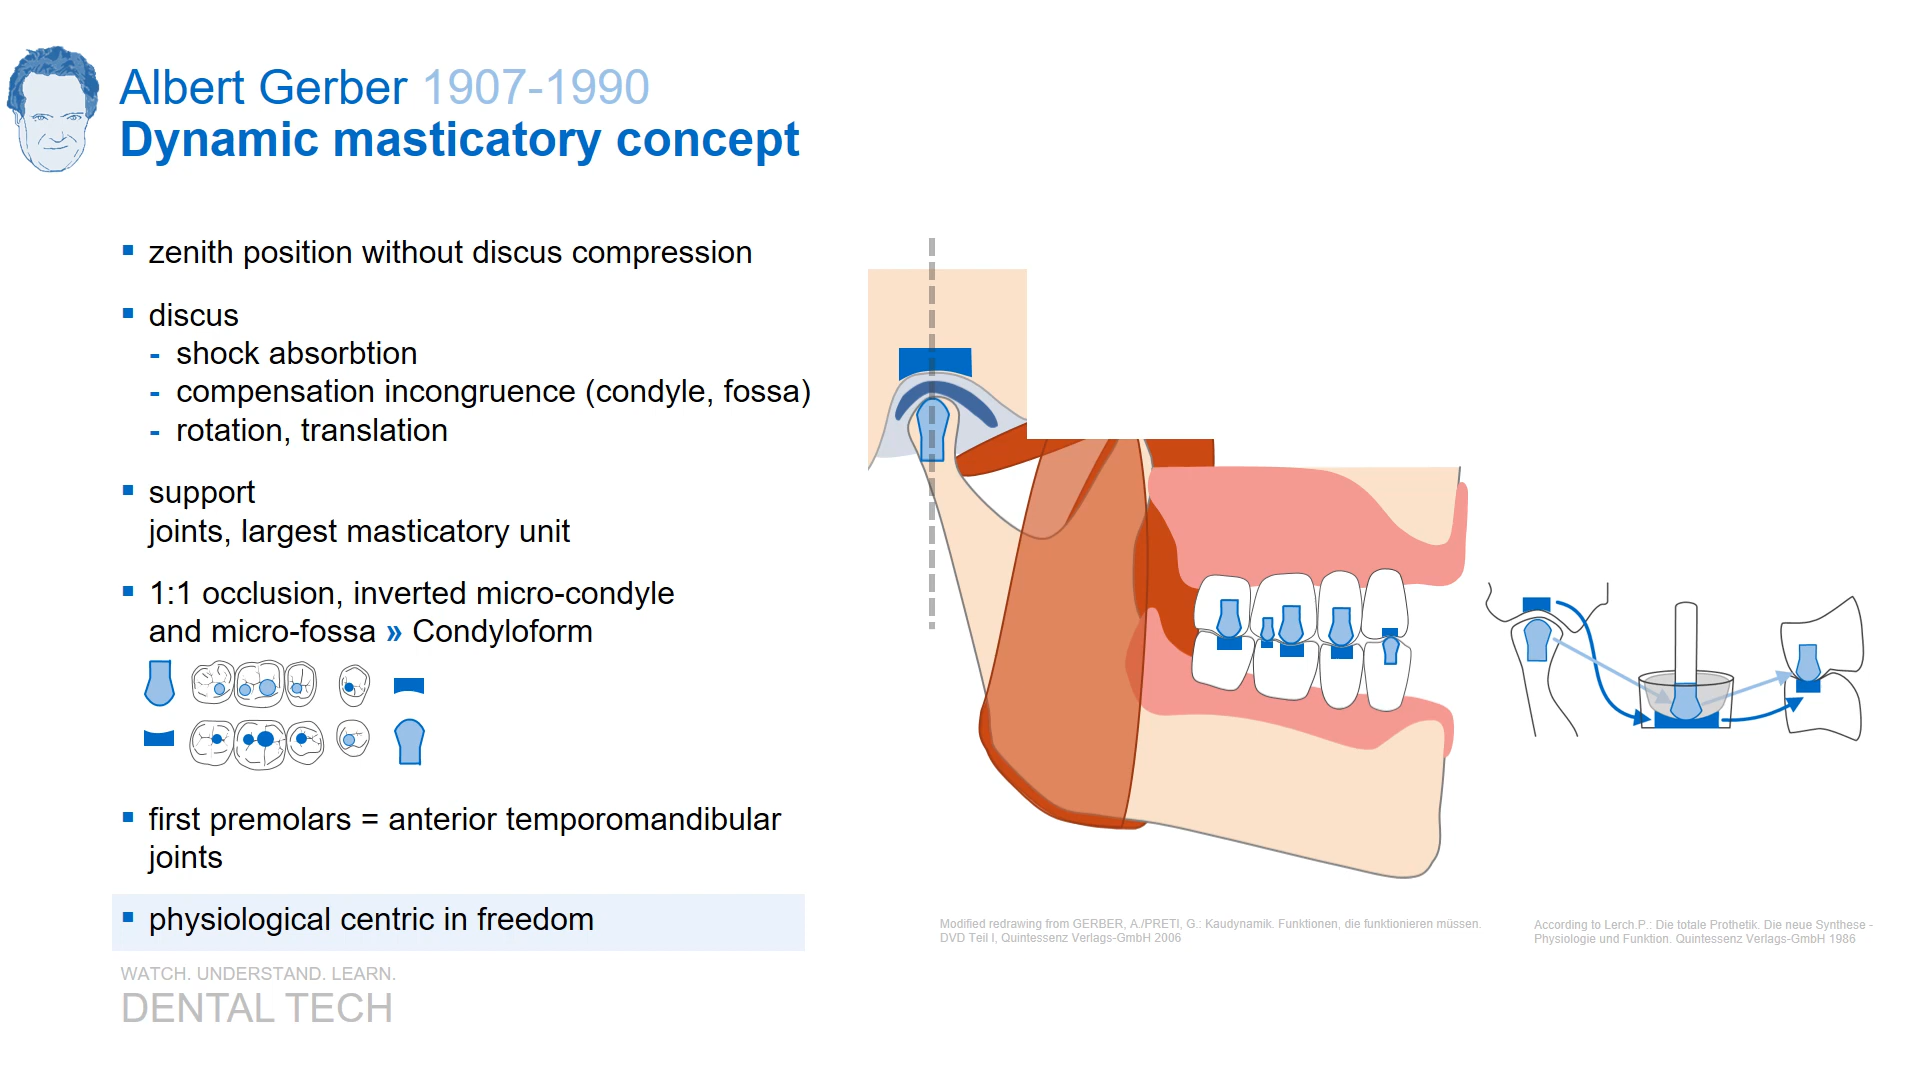 Albert Gerber 1907-1990
Dynamic masticatory concept
▪ zenith position without discus compression
▪ discus
- shock absorbtion
- compensation incongruence (condyle, fossa)
- rotation, translation
▪ support
joints, largest masticatory unit
▪ 1:1 occlusion, inverted micro-condyle
and micro-fossa » Condyloform
▪ first premolars = anterior temporomandibular
joints
▪ physiological centric in freedom
Modified redrawing from GERBER, A./PRETI, G.: Kaudynamik. Funktionen, die funktionieren müssen.
DVD Teil I, Quintessenz Verlags-GmbH 2006
According to Lerch.P.: Die totale Prothetik. Die neue Synthese -
Physiologie und Funktion. Quintessenz Verlags-GmbH 1986
WATCH. UNDERSTAND. LEARN.
DENTAL TECH